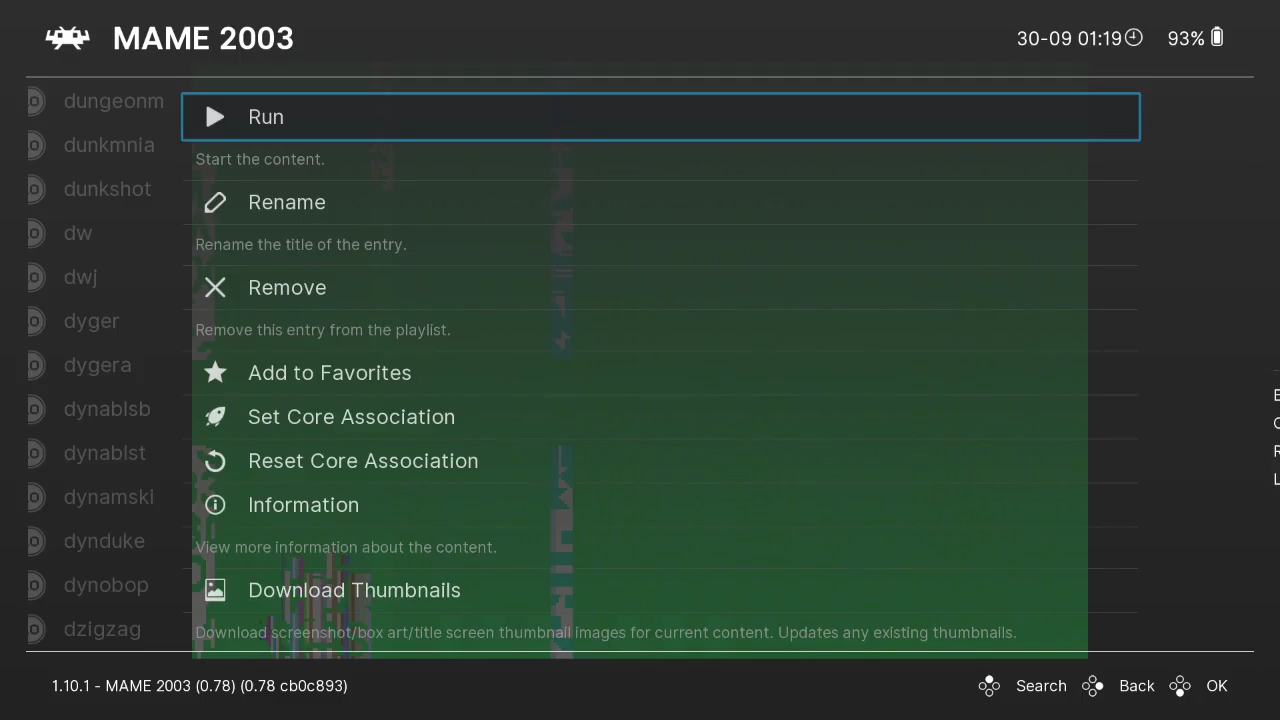 MAME 2003
30-09 01:19
93%
dungeonm
dunkmnia
dunkshot
dw
dwj
dyger
dygera
dynablsb
dynablst
dynamski
dynduke
dynobop
dzigzag
Run
Start the content.
Rename
Rename the title of the entry.
Remove
Remove this entry from the playlist.
Add to Favorites
Set Core Association
Reset Core Association
Information
View more information about the content.
Download Thumbnails
Download screenshot/box art/title screen thumbnail images for current content. Updates any existing thumbnails.
1.10.1 - MAME 2003 (0.78) (0.78 cb0c893)
Search
Back
OK